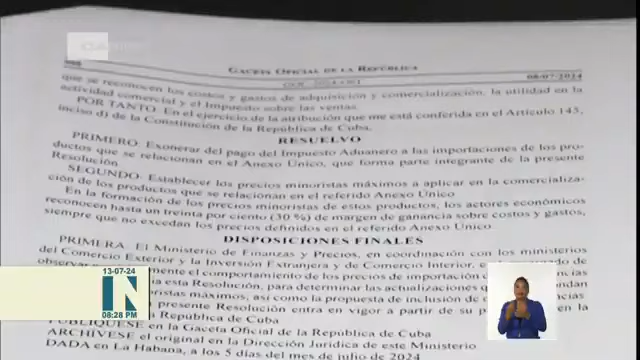 GACETA OFICIAL DE LA REPÚBLICA
08/07/2024
que se reconocen los costos y gastos de adquisición y comercialización, la utilidad en la
actividad comercial y el Impuesto sobre las ventas.
POR TANTO: En el ejercicio de la atribución que me está conferida en el Artículo 145,
inciso d) de la Constitución de la República de Cuba,
RESUELVO
PRIMERO: Exonerar del pago del Impuesto Aduanero a las importaciones de los pro-
ductos que se relacionan en el Anexo Único, que forma parte integrante de la presente
Resolución.
SEGUNDO: Establecer los precios minoristas máximos a aplicar en la comercializa-
ción de los productos que se relacionan en el referido Anexo Único
En la formación de los precios minoristas de estos productos, los actores económicos
reconocen hasta un treinta por ciento (30 %) de margen de ganancia sobre costos y gastos,
siempre que no excedan los precios definidos en el referido Anexo Único
DISPOSICIONES FINALES
PRIMERA: El Ministerio de Finanzas y Precios, en coordinación con los ministerios
del Comercio Exterior y la Inversión Extranjera y de Comercio Interior,
observar mente el comportamiento de los precios de importación
esta Resolución, para determinar las actualizaciones que
oristas máximos, así como la propuesta de inclusión de
presente Resolución entra en vigor a partir de su
República de Cuba
PUBLÍQUESE en la Gaceta Oficial de la República de Cuba
ARCHÍVESE el original en la Dirección Jurídica de este Ministerio
DADA en La Habana, a los 5 días del mes de julio de 2024
13-07-24
N
08:28 PM